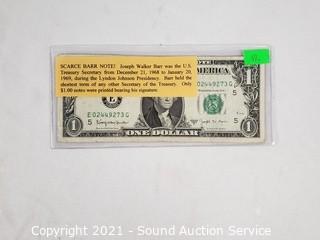 SCARCE BARR NOTE! Joseph Walker Barr was the U.S.
Treasury Secretary from December 21, 1968 to January 20,
1969, during the Lyndon Johnson Presidency. Barr held the
shortest term of any other Secretary of the Treasury. Only
$1.00 notes were printed bearing his signature.
AMERICA
E 02449273 G
1
5
5
E 02449273 G
5
1
ONE DOLLAR
1
Copyright 2021 - Sound Auction Service